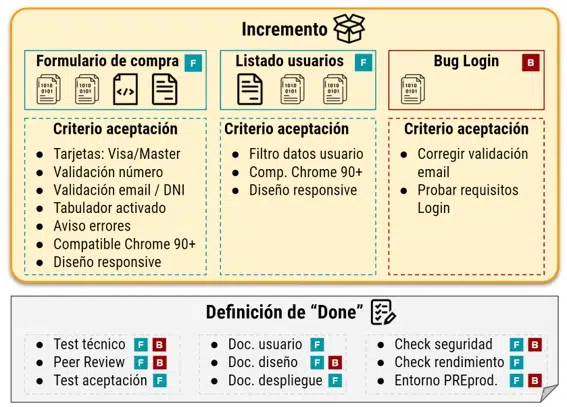 Incremento
Formulario de compra F
1010
0101
1010
0101
</>
Listado usuarios F
1010
0101
1010
0101
Bug Login B
1010
0101
Criterio aceptación
Tarjetas: Visa/Master
Validación número
Validación email / DNI
Tabulador activado
Aviso errores
Compatible Chrome 90+
Diseño responsive
Criterio aceptación
Filtro datos usuario
Comp. Chrome 90+
Diseño responsive
Criterio aceptación
Corregir validación
email
Probar requisitos
Login
Definición de “Done”
Test técnico F B
Peer Review F B
Test aceptación F
Doc. usuario F
Doc. diseño F B
Doc. despliegue F
Check seguridad F B
Check rendimiento F
Entorno PREprod. F B